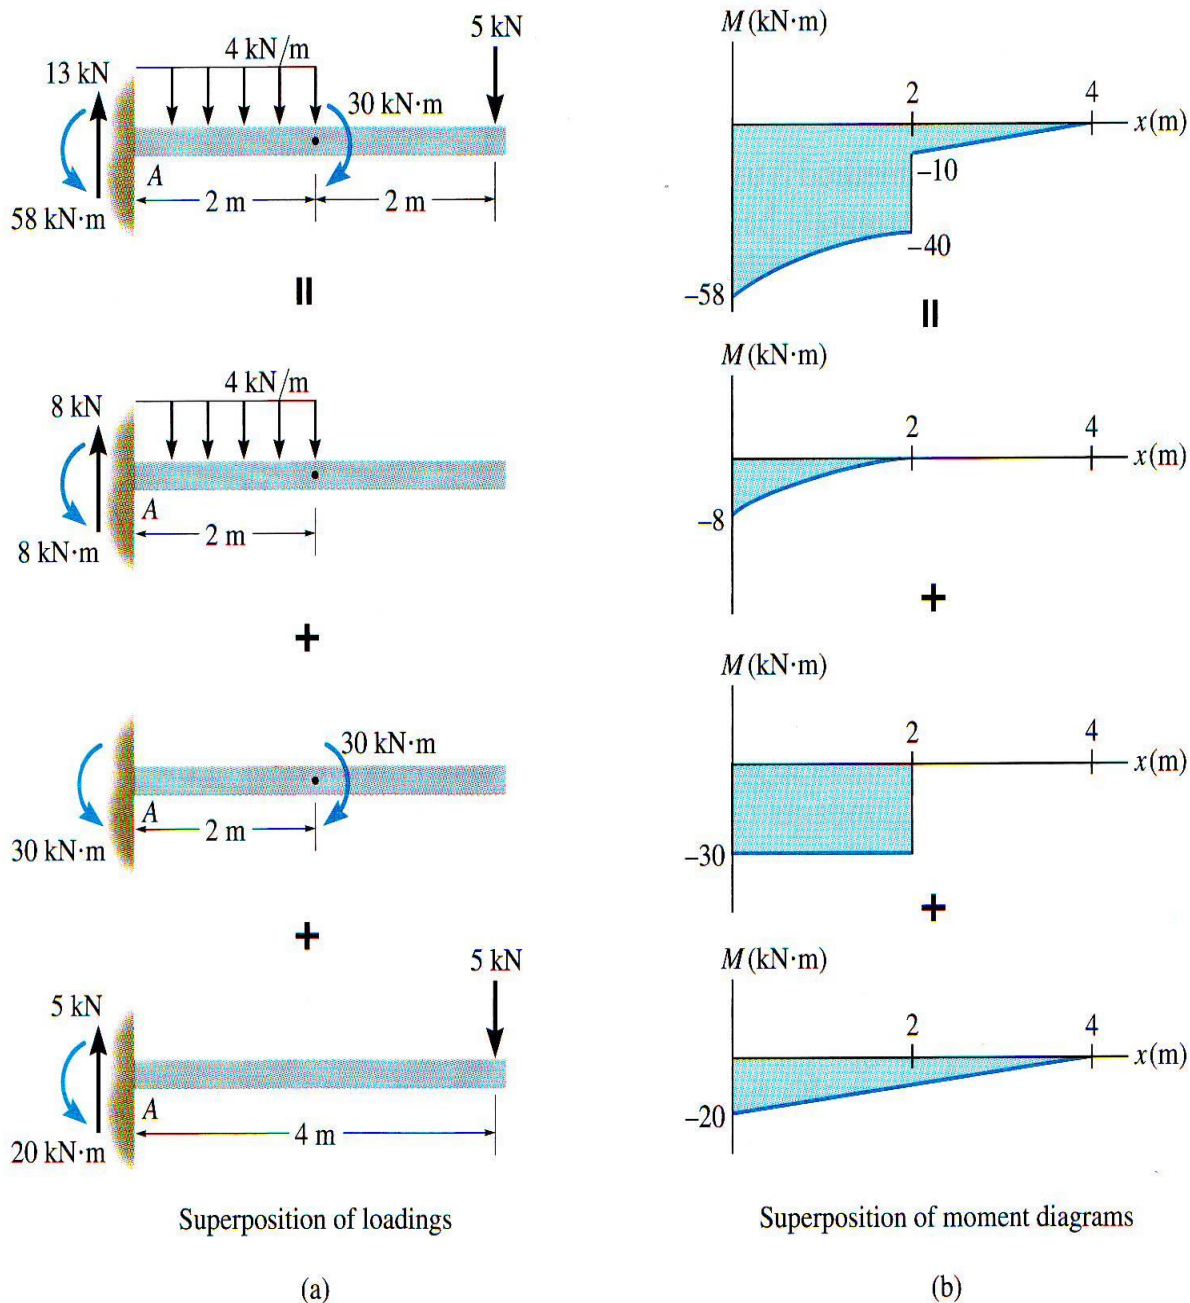 5 kN
4 kN/m
13 kN
30 kN·m
A
2 m
2 m
58 kN·m
=
4 kN/m
8 kN
A
2 m
8 kN·m
+
30 kN·m
A
2 m
30 kN·m
+
5 kN
5 kN
A
4 m
20 kN·m
Superposition of loadings
(a)
M (kN·m)
2
4
x (m)
–10
–40
–58
=
M (kN·m)
2
4
x (m)
–8
+
M (kN·m)
2
4
x (m)
–30
+
M (kN·m)
2
4
x (m)
–20
Superposition of moment diagrams
(b)